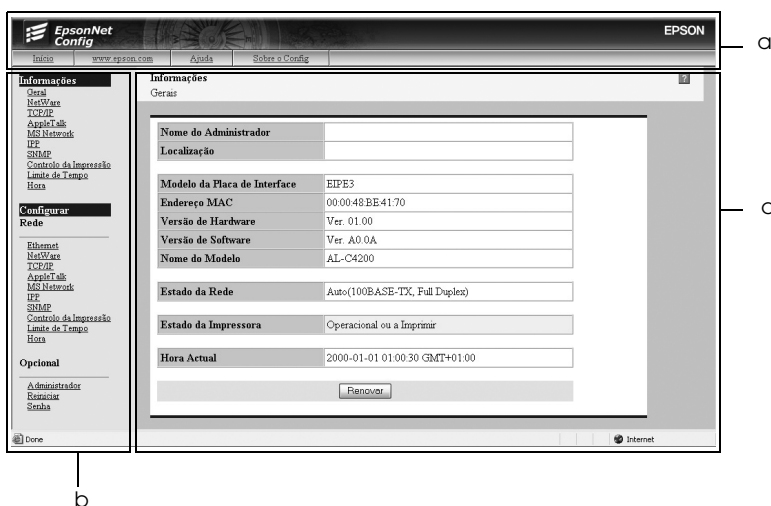 EpsonNet
Config
EPSON
Início www.epson.com Ajuda Sobre o Config
a
Informações
Geral
NetWare
TCP/IP
AppleTalk
MS Network
IPP
SNMP
Controlo da Impressão
Limite de Tempo
Hora
Configurar
Rede
Ethernet
NetWare
TCP/IP
AppleTalk
MS Network
IPP
SNMP
Controlo da Impressão
Limite de Tempo
Hora
Opcional
Administrador
Reiniciar
Senha
Informações
?
Gerais
Nome do Administrador
Localização
Modelo da Placa de Interface EIPE3
Endereço MAC 00:00:48:BE:41:70
Versão de Hardware Ver. 01.00
Versão de Software Ver. A0.0A
Nome do Modelo AL-C4200
Estado da Rede Auto(100BASE-TX, Full Duplex)
Estado da Impressora Operacional ou a Imprimir
Hora Actual 2000-01-01 01:00:30 GMT+01:00
Renovar
Done Internet
b